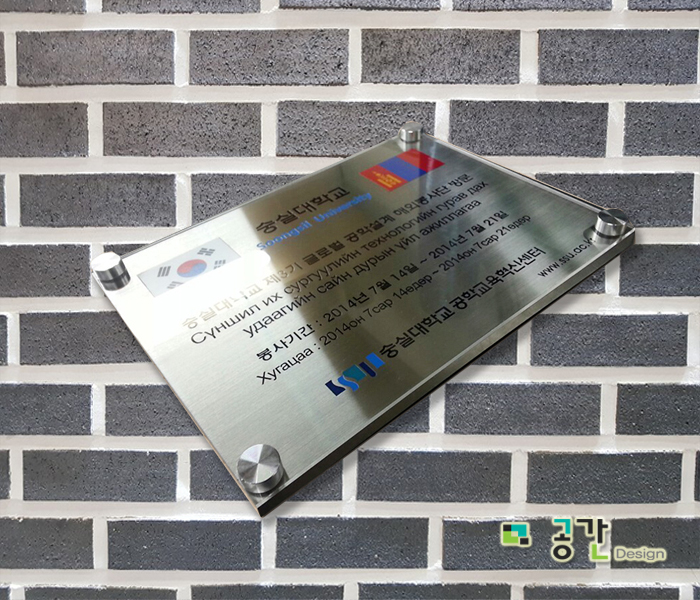 숭실대학교
Soongsil University
숭실대학교 제3기 글로벌 공학설계 해외봉사단 방문
Сүншил их сургуулийн технологийн гурав дах
удаагийн сайн дурын үйл ажиллагаа
봉사기간 : 2014년 7월 14일 ~ 2014년 7월 21일
Хугацаа : 2014он 7сар 14өдөр~2014он 7сар 21өдөр
SSU 숭실대학교 공학교육혁신센터
www.ssu.ac.kr
공간 Design